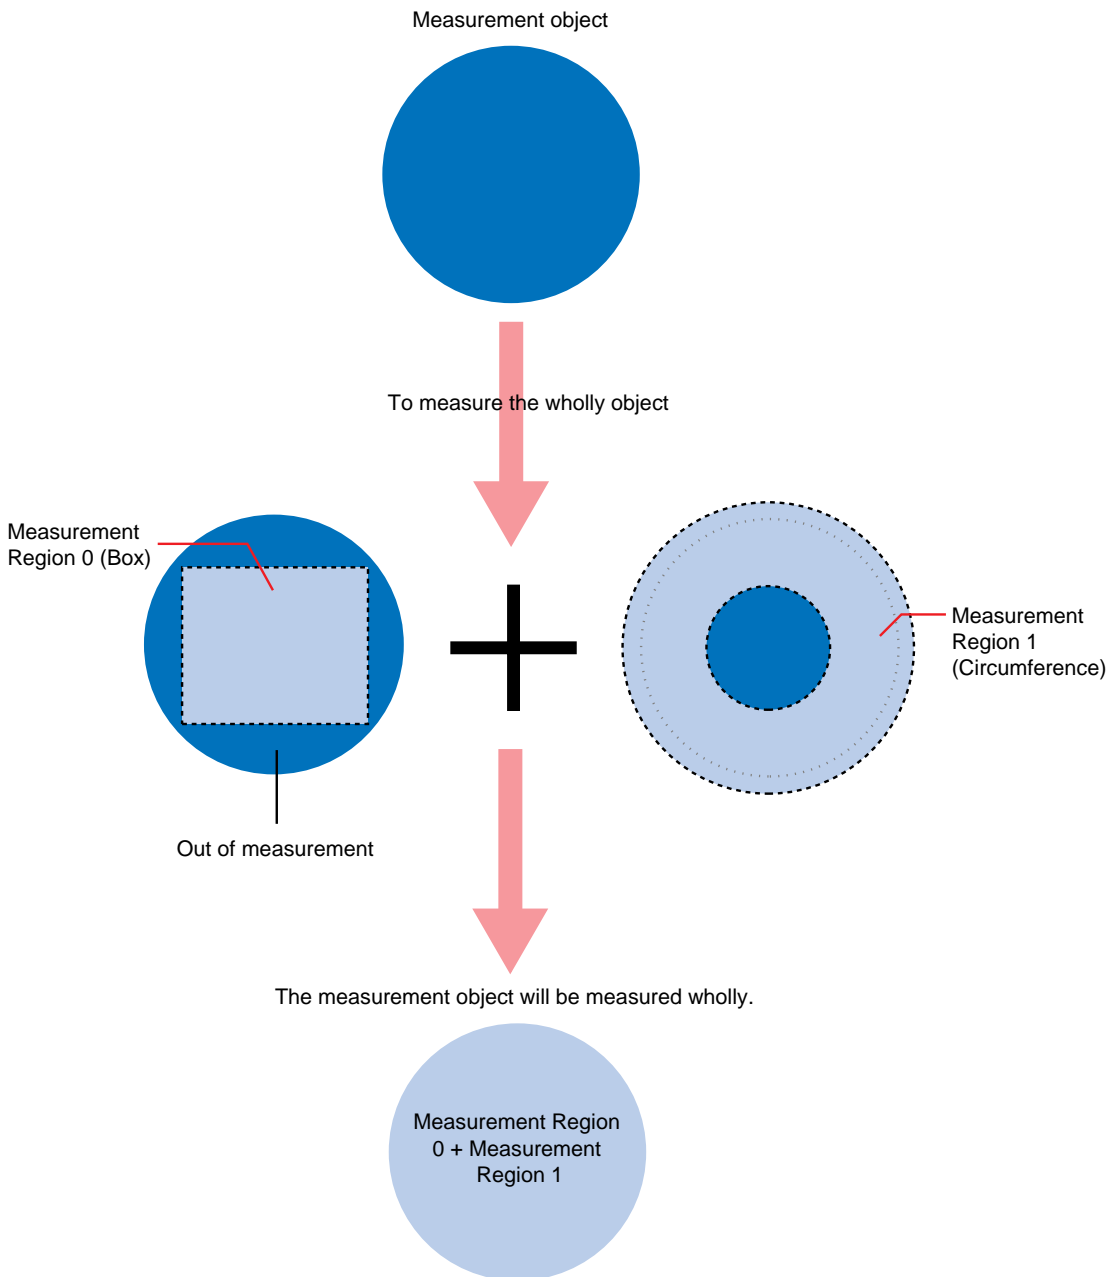 Measurement object
To measure the wholly object
Measurement
Region 0 (Box)
Measurement
Region 1
(Circumference)
Out of measurement
The measurement object will be measured wholly.
Measurement Region
0 + Measurement
Region 1